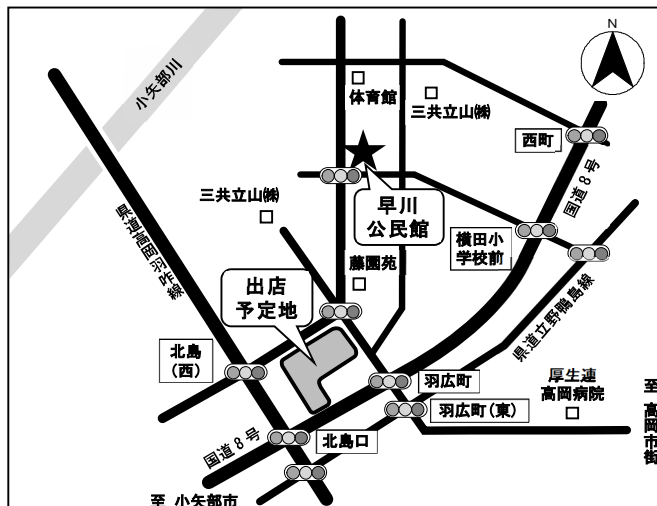 N
小矢部川
体育館
三共立山㈱
西町
国道8号
早川
公民館
三共立山㈱
県道高岡羽咋線
横田小
学校前
藤園苑
出店
予定地
県道立野鴨島線
北島
(西)
羽広町
厚生連
高岡病院
羽広町(東)
至 高岡市街
国道8号
北島口
至 小矢部市